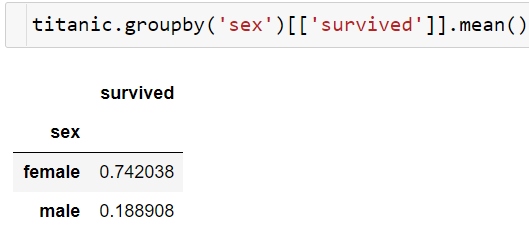 titanic.groupby('sex')[['survived']].mean()
survived
sex
female 0.742038
male 0.188908